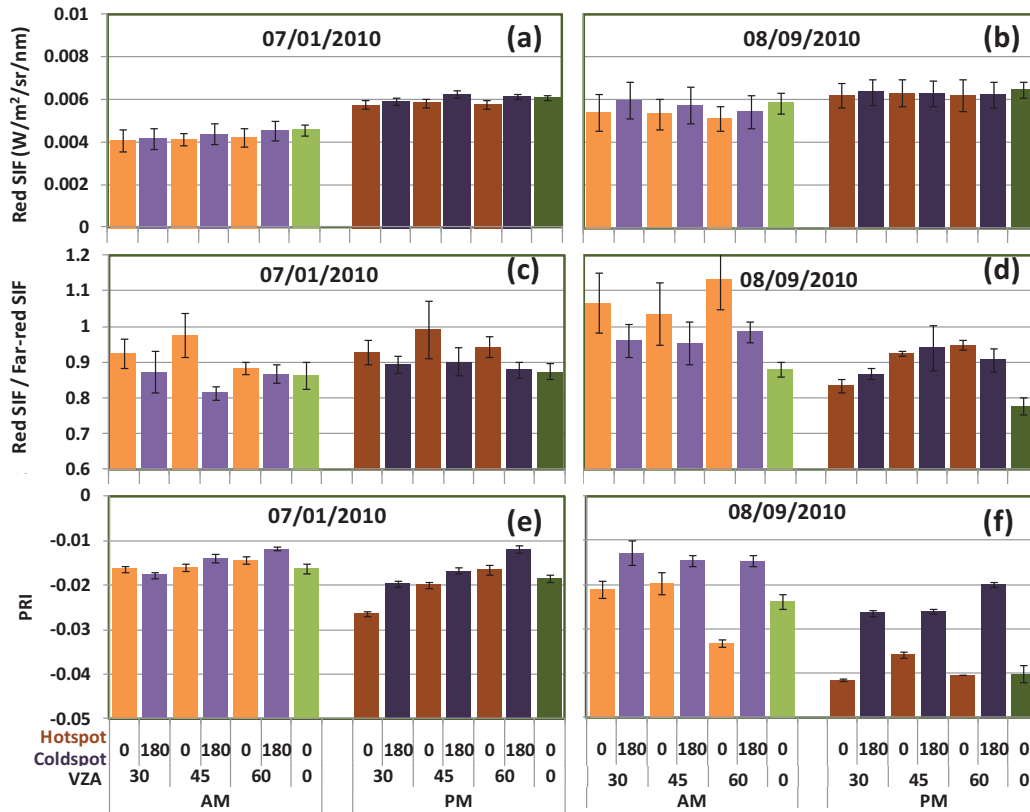 0.01
07/01/2010
(a)
0.008
0.006
0.004
0.002
0
Red SIF (W/m²/sr/nm)
08/09/2010
(b)
1.2
07/01/2010
(c)
1.1
1
0.9
0.8
0.7
0.6
Red SIF / Far-red SIF
08/09/2010
(d)
0
07/01/2010
(e)
-0.01
-0.02
-0.03
-0.04
-0.05
PRI
08/09/2010
(f)
Hotspot
Coldspot
0 180 0 180 0 180 0 0 180 0 180 0 180 0 0 180 0 180 0 180 0 0 180 0 180 0 180 0
VZA 30 45 60 0 30 45 60 0 30 45 60 0 30 45 60 0
AM PM AM PM